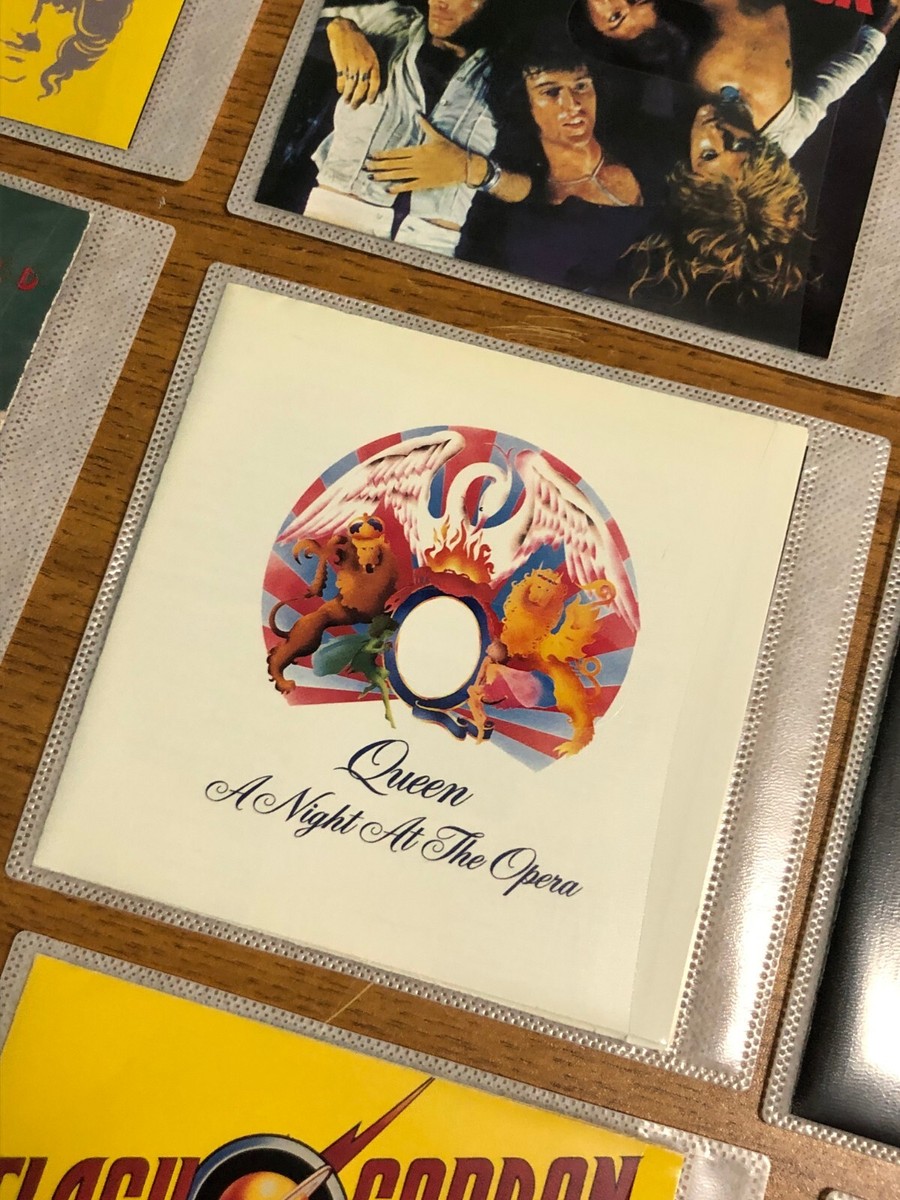 Queen
A Night At The Opera
FLASH GORDON